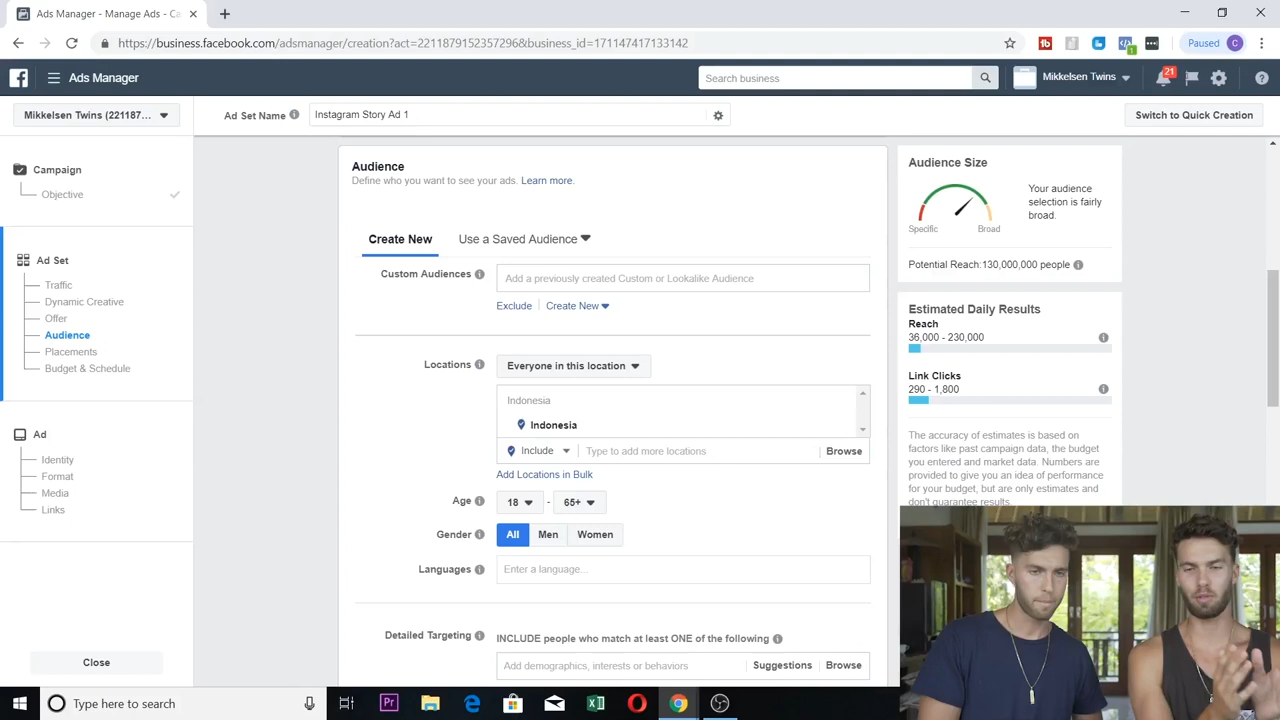 Ads Manager - Manage Ads - Ca
https://business.facebook.com/adsmanager/creation?act=2211879152357296&business_id=171147417133142
Paused C
Ads Manager
Search business
Mikkelsen Twins
21
Mikkelsen Twins (221187...
Ad Set Name
Instagram Story Ad 1
Switch to Quick Creation
Campaign
Objective
Ad Set
Traffic
Dynamic Creative
Offer
Audience
Placements
Budget & Schedule
Ad
Identity
Format
Media
Links
Close
Audience
Define who you want to see your ads. Learn more.
Create New
Use a Saved Audience
Custom Audiences
Add a previously created Custom or Lookalike Audience
Exclude
Create New
Locations
Everyone in this location
Indonesia
Indonesia
Include
Type to add more locations
Browse
Add Locations in Bulk
Age
18 - 65+
Gender
All Men Women
Languages
Enter a language...
Detailed Targeting
INCLUDE people who match at least ONE of the following
Add demographics, interests or behaviors
Suggestions
Browse
Audience Size
Specific
Broad
Your audience
selection is fairly
broad.
Potential Reach:130,000,000 people
Estimated Daily Results
Reach
36,000 - 230,000
Link Clicks
290 - 1,800
The accuracy of estimates is based on
factors like past campaign data, the budget
you entered and market data. Numbers are
provided to give you an idea of performance
for your budget, but are only estimates and
don't guarantee results.
Type here to search
Pr